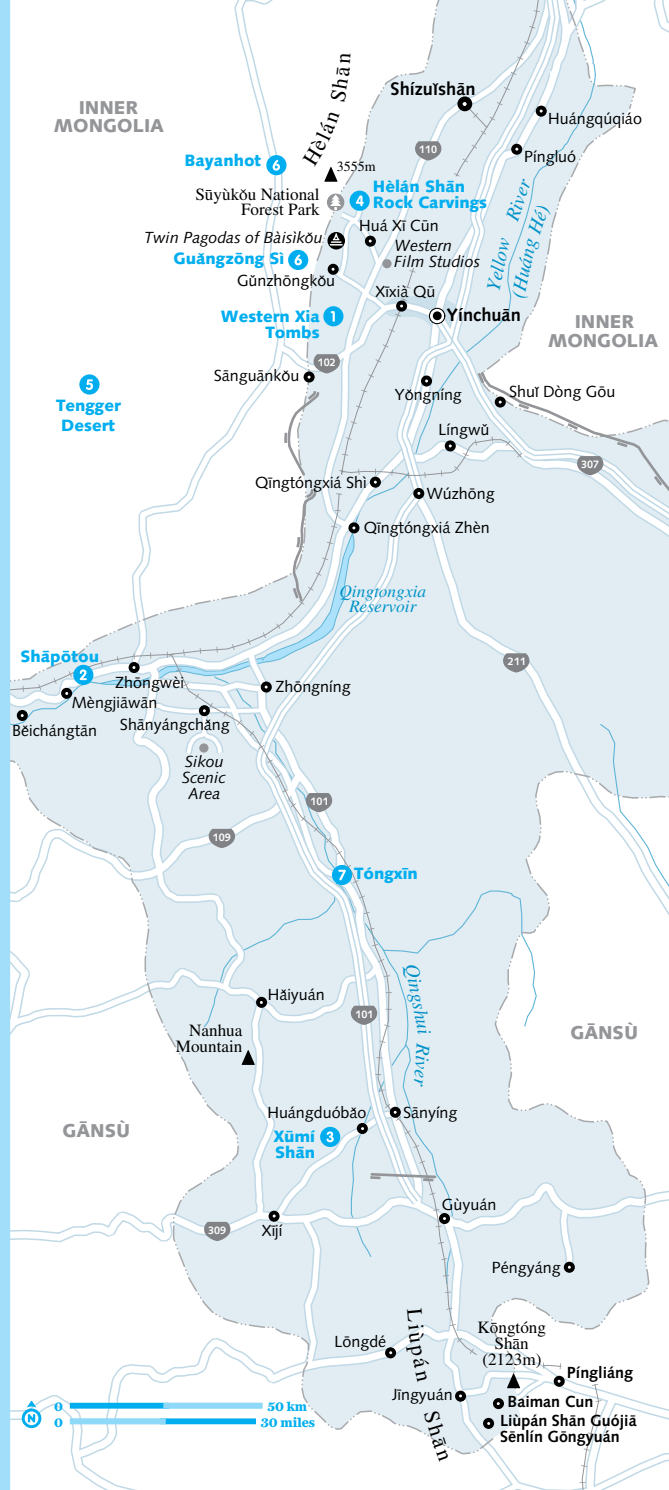 INNER
MONGOLIA
Hèlán Shān
Shízuǐshān
Huángqúqiáo
110
Píngluó
Bayanhot 6
3555m
Sūyùkǒu National
Forest Park
4 Hèlán Shān
Rock Carvings
Twin Pagodas of Bàisìkǒu
Huá Xī Cūn
Western
Film Studios
Yellow River
(Huáng Hé)
Guǎngzōng Sì 6
Gǔnzhōngkǒu
Xīxià Qū
Western Xia
Tombs
1
Yínchuān
INNER
MONGOLIA
102
Sānguānkǒu
5
Tengger
Desert
Yǒngníng
Shuǐ Dòng Gōu
Língwǔ
307
Qīngtóngxiá Shì
Wúzhōng
Qīngtóngxiá Zhèn
Qingtongxia
Reservoir
211
Shāpōtou
2
Zhōngwèi
Zhōngníng
Mèngjiāwān
Shānyángchǎng
Běichángtān
Sikou
Scenic
Area
101
109
7 Tóngxīn
Qingshui River
Hǎiyuán
101
Nanhua
Mountain
GĀNSÙ
GĀNSÙ
Huángduóbǎo
Sānyíng
Xūmí
Shān
3
Gùyuán
309
Xījí
Péngyáng
Liùpán Shān
Kōngtóng
Shān
(2123m)
Lōngdé
Píngliáng
Jīngyuán
Baiman Cun
Liùpán Shān Guójiā
Sēnlín Gōngyuán
N
0 50 km
0 30 miles